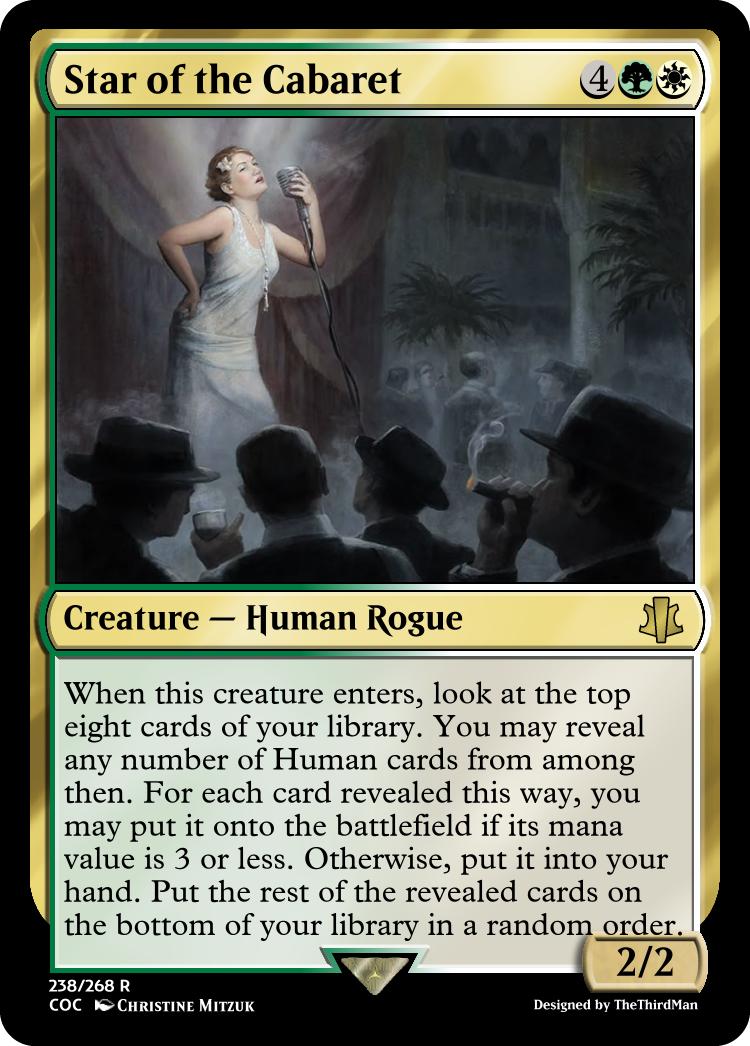 Star of the Cabaret 4
Creature — Human Rogue
When this creature enters, look at the top
eight cards of your library. You may reveal
any number of Human cards from among
then. For each card revealed this way, you
may put it onto the battlefield if its mana
value is 3 or less. Otherwise, put it into your
hand. Put the rest of the revealed cards on
the bottom of your library in a random order.
2/2
238/268 R
COC Christine Mitzuk
Designed by TheThirdMan